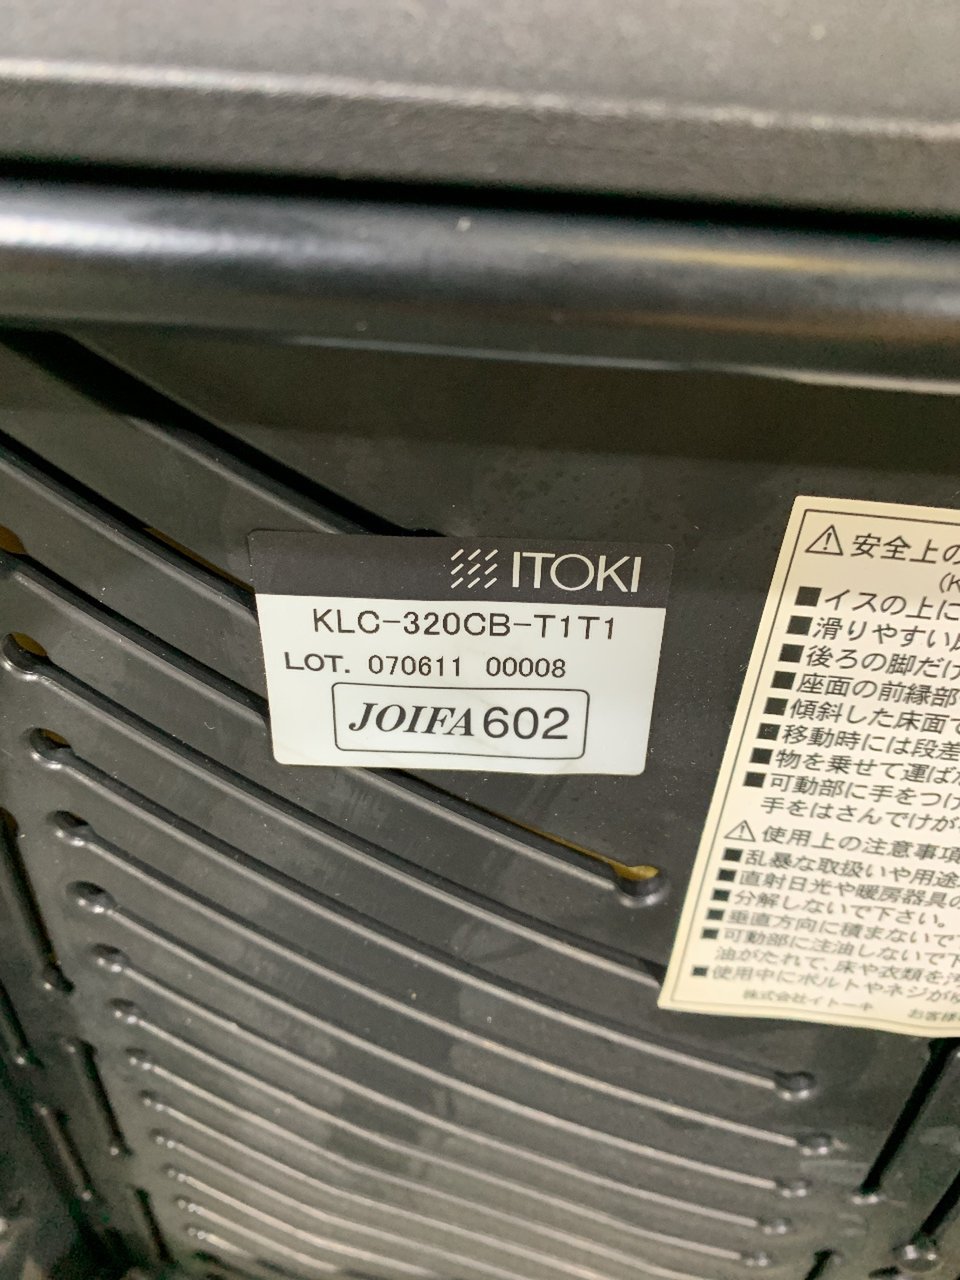 ITOKI
KLC-320CB-T1T1
LOT. 070611 00008
JOIFA 602
⚠ 安全上の
(K
■イスの上に
■滑りやすい
■後ろの脚だけ
■座面の前縁部
■傾斜した床面で
■移動時には段差
■物を乗せて運ば
■可動部に手をつけ
手をはさんでけが
⚠ 使用上の注意事項
■乱暴な取扱いや用途
■直射日光や暖房器具の
■分解しないで下さい。
■垂直方向に積まないで
■可動部に注油しないで下
油がたれて、床や衣類を汚
■使用中にボルトやネジが
株式会社イトーキ お客様